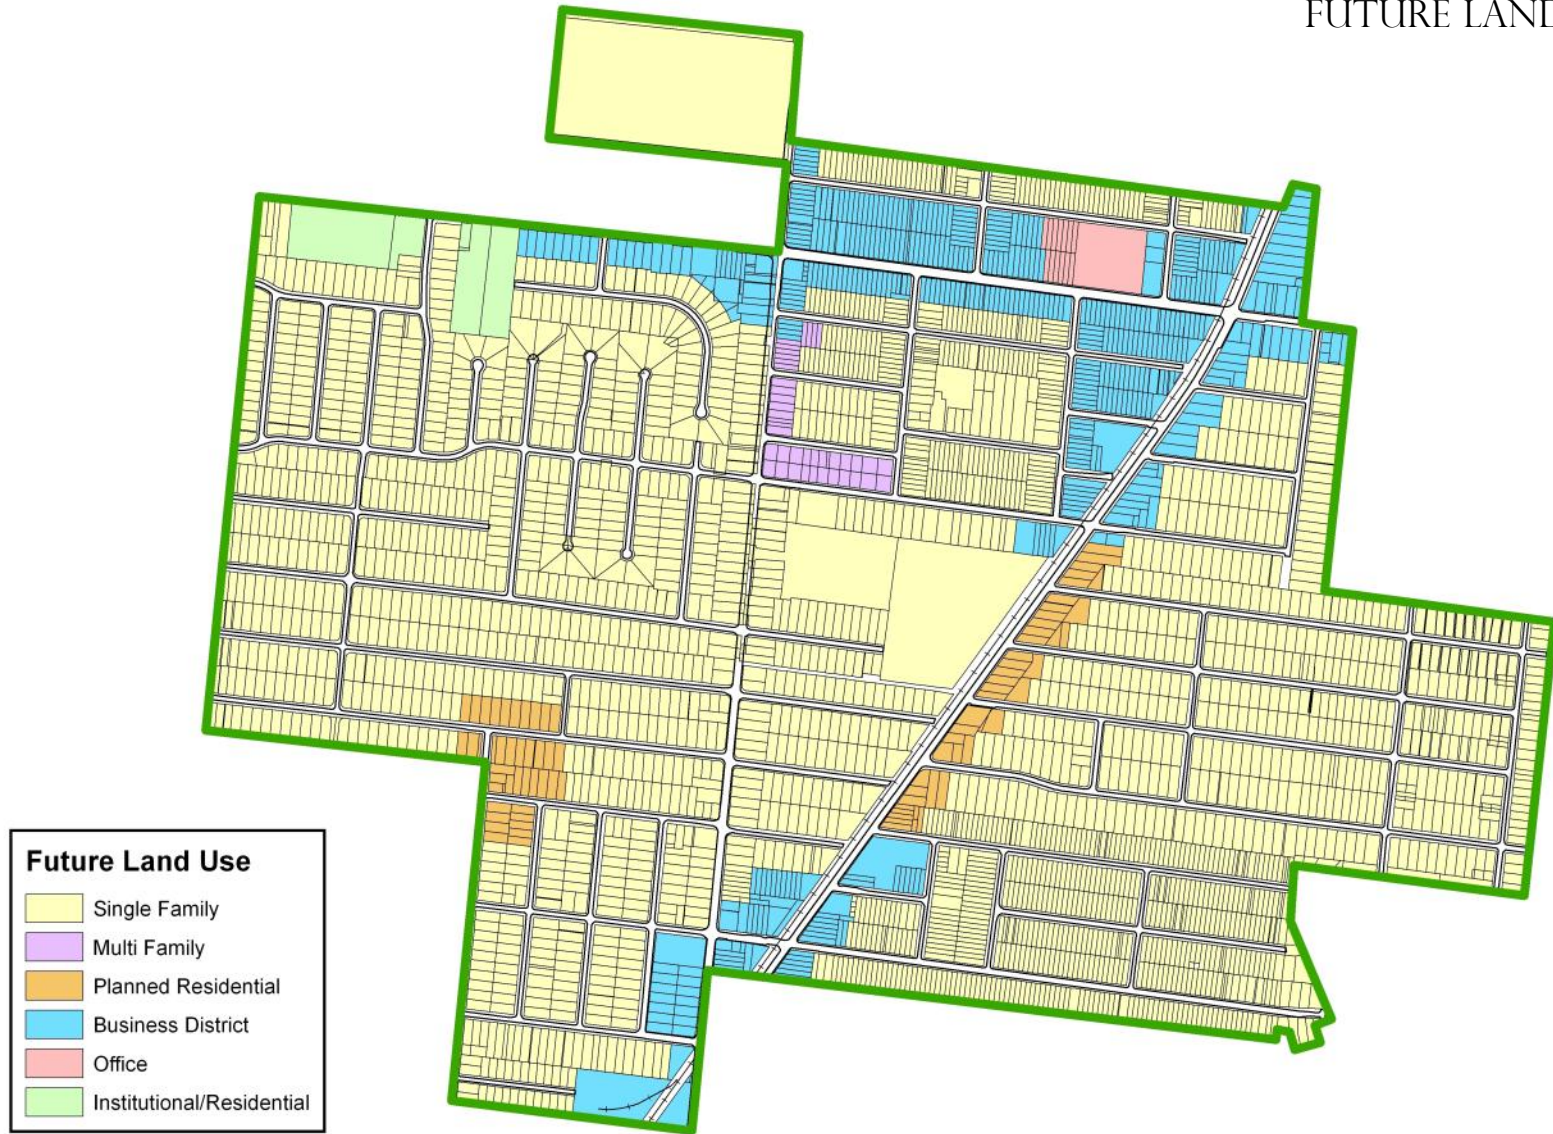 FUTURE LAND
Future Land Use
Single Family
Multi Family
Planned Residential
Business District
Office
Institutional/Residential